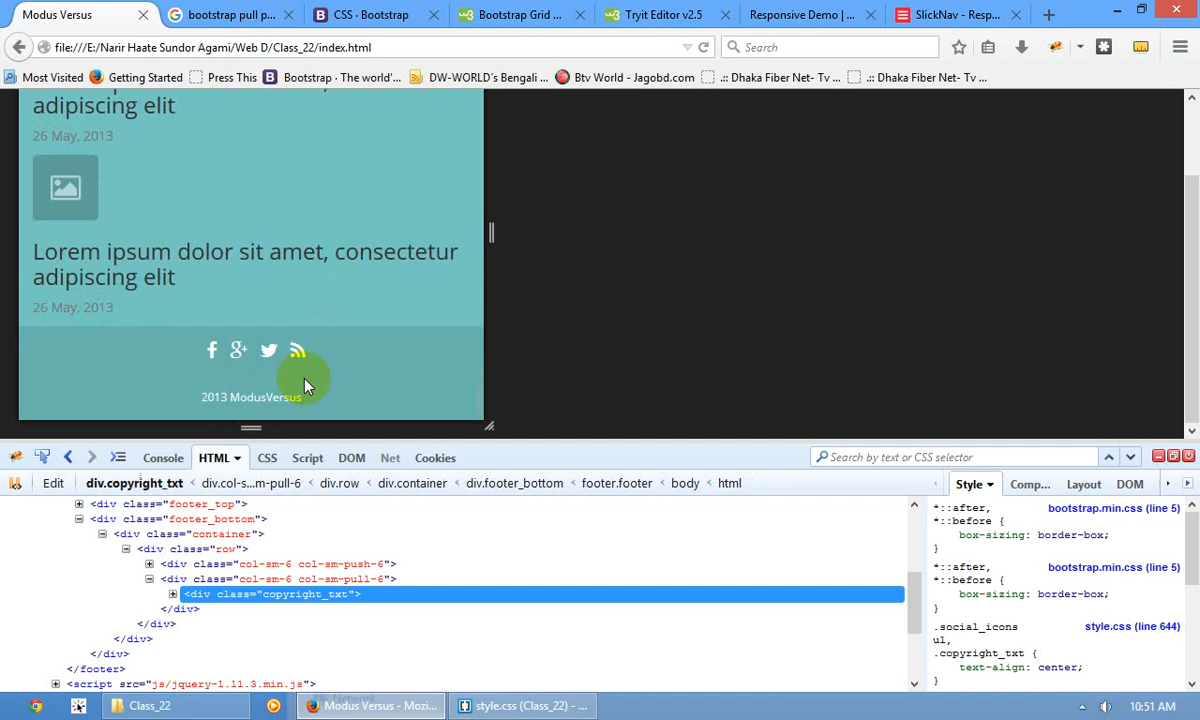 Modus Versus
bootstrap pull p...
CSS · Bootstrap
Bootstrap Grid ...
Tryit Editor v2.5
Responsive Demo | ...
SlickNav - Resp...
file:///E:/Narir Haate Sundor Agami/Web D/Class_22/index.html
Search
Most Visited
Getting Started
Press This
Bootstrap · The world'...
DW-WORLD´s Bengali ...
Btv World - Jagobd.com
.:: Dhaka Fiber Net- Tv ...
.:: Dhaka Fiber Net- Tv ...
adipiscing elit
26 May, 2013
Lorem ipsum dolor sit amet, consectetur
adipiscing elit
26 May, 2013
2013 ModusVersus
Console
HTML
CSS
Script
DOM
Net
Cookies
Search by text or CSS selector
Edit
div.copyright_txt < div.col-s...m-pull-6 < div.row < div.container < div.footer_bottom < footer.footer < body < html
Style
Comp...
Layout
DOM
<div class="footer_top">
<div class="footer_bottom">
<div class="container">
<div class="row">
<div class="col-sm-6 col-sm-push-6">
<div class="col-sm-6 col-sm-pull-6">
<div class="copyright_txt">
</div>
</div>
</div>
</div>
</footer>
<script src="js/jquery-1.11.3.min.js">
*::after, bootstrap.min.css (line 5)
*::before {
box-sizing: border-box;
}
*::after, bootstrap.min.css (line 5)
*::before {
box-sizing: border-box;
}
.social_icons style.css (line 644)
ul,
.copyright_txt {
text-align: center;
}
Class_22
Modus Versus - Mozi...
style.css (Class_22) - ...
10:51 AM